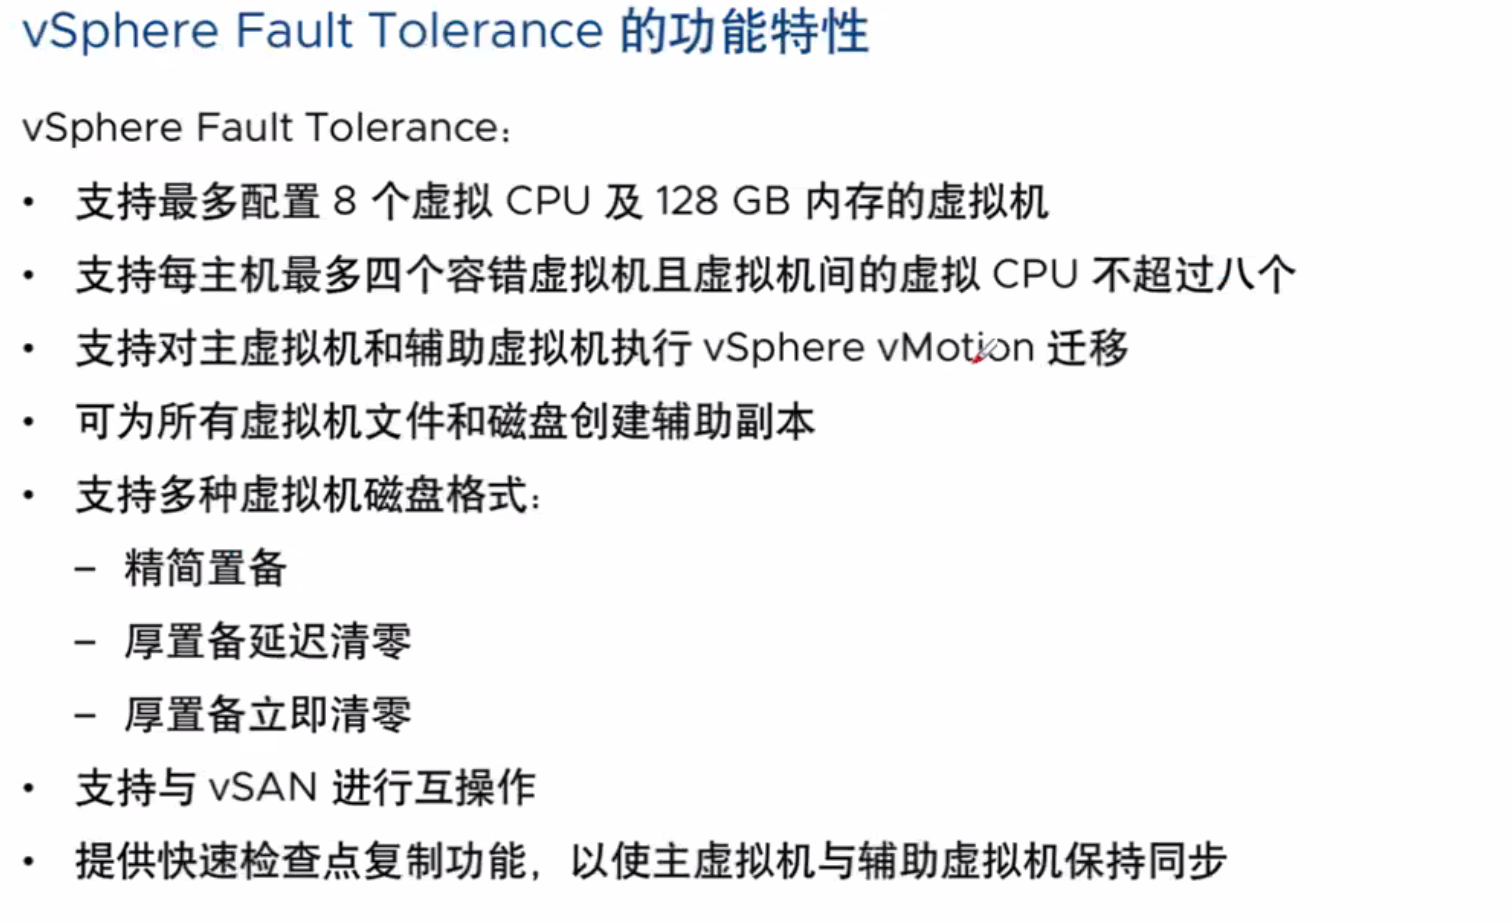 vSphere Fault Tolerance 的功能特性
vSphere Fault Tolerance：
• 支持最多配置 8 个虚拟 CPU 及 128 GB 内存的虚拟机
• 支持每主机最多四个容错虚拟机且虚拟机间的虚拟 CPU 不超过八个
• 支持对主虚拟机和辅助虚拟机执行 vSphere vMotion 迁移
• 可为所有虚拟机文件和磁盘创建辅助副本
• 支持多种虚拟机磁盘格式：
– 精简置备
– 厚置备延迟清零
– 厚置备立即清零
• 支持与 vSAN 进行互操作
• 提供快速检查点复制功能，以使主虚拟机与辅助虚拟机保持同步